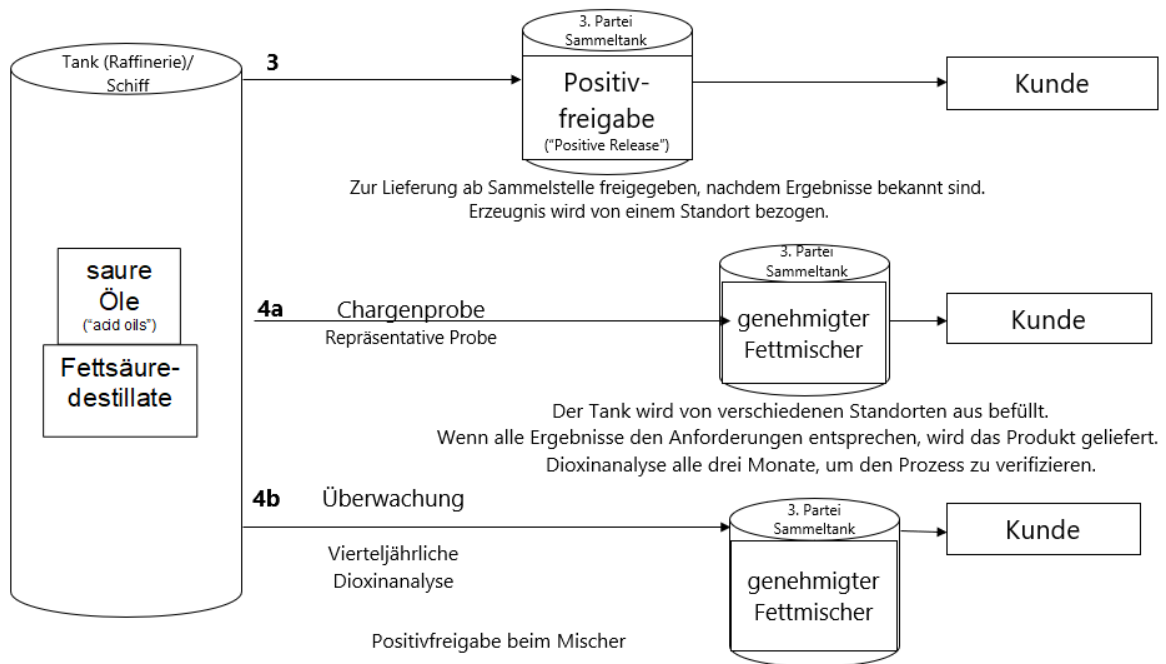 Tank (Raffinerie)/
Schiff
saure
Öle
("acid oils")
Fettsäure-
destillate
3
3. Partei
Sammeltank
Positiv-
freigabe
("Positive Release")
Kunde
Zur Lieferung ab Sammelstelle freigegeben, nachdem Ergebnisse bekannt sind.
Erzeugnis wird von einem Standort bezogen.
4a
Chargenprobe
Repräsentative Probe
3. Partei
Sammeltank
genehmigter
Fettmischer
Kunde
Der Tank wird von verschiedenen Standorten aus befüllt.
Wenn alle Ergebnisse den Anforderungen entsprechen, wird das Produkt geliefert.
Dioxinanalyse alle drei Monate, um den Prozess zu verifizieren.
4b
Überwachung
Vierteljährliche
Dioxinanalyse
3. Partei
Sammeltank
genehmigter
Fettmischer
Kunde
Positivfreigabe beim Mischer